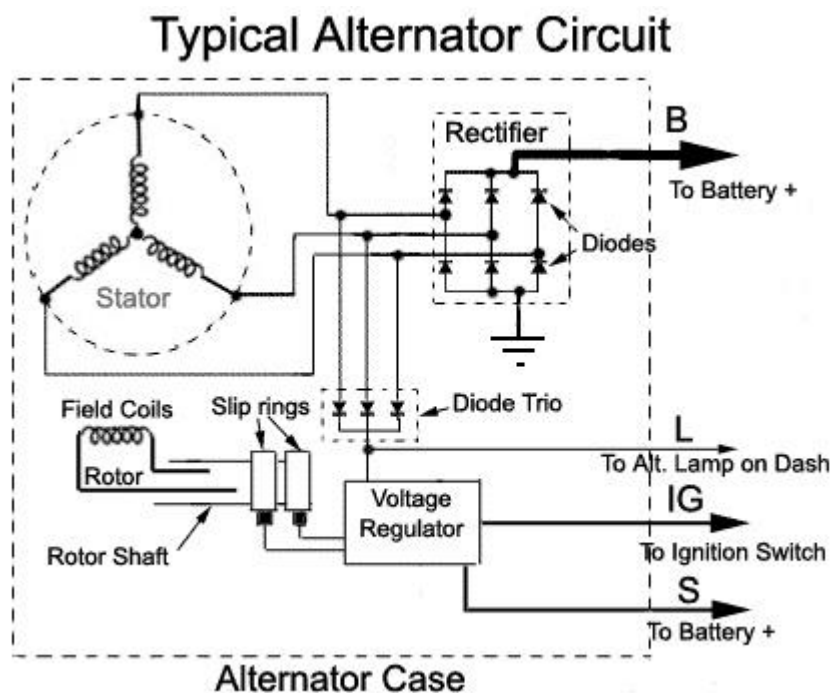 Typical Alternator Circuit
Rectifier
B
To Battery +
Diodes
Stator
Field Coils
Slip rings
Diode Trio
L
To Alt. Lamp on Dash
Rotor
Voltage
Regulator
IG
To Ignition Switch
Rotor Shaft
S
To Battery +
Alternator Case